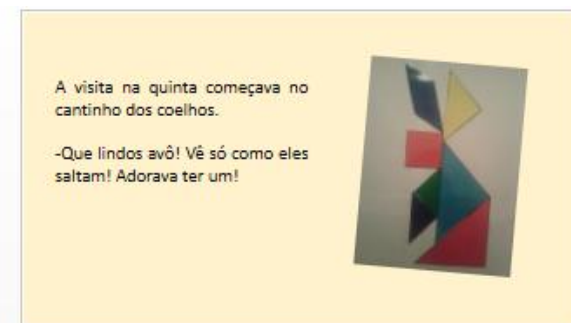 A visita na quinta começava no
cantinho dos coelhos.
-Que lindos avô! Vê só como eles
saltam! Adorava ter um!